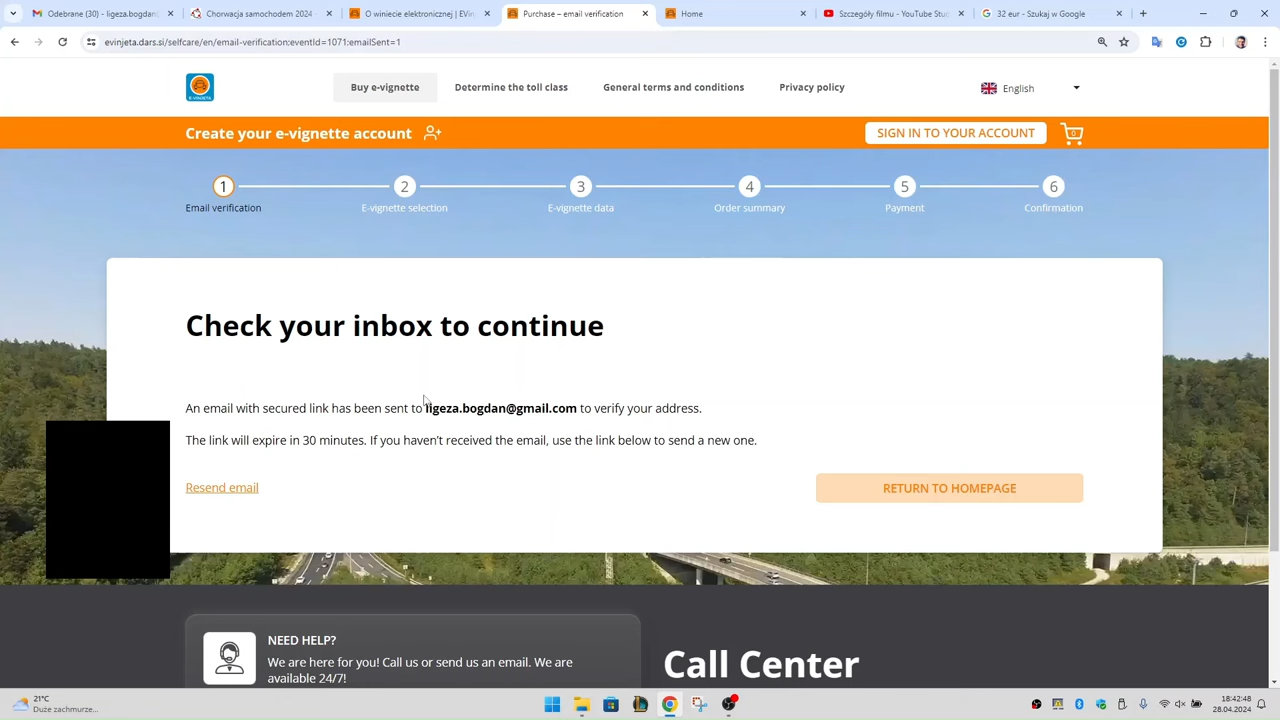 Odebrane (30) - ligeza.bogdan
Chorwacja samochodem 2024
O winiecie elektronicznej | EVin
Purchase – email verification
Home
Szczegóły filmu - YouTube Stud
32 eur - Szukaj w Google
evinjeta.dars.si/selfcare/en/email-verification:eventId=1071:emailSent=1
E-VINJETA
Buy e-vignette
Determine the toll class
General terms and conditions
Privacy policy
English
Create your e-vignette account
SIGN IN TO YOUR ACCOUNT
0
1 2 3 4 5 6
Email verification
E-vignette selection
E-vignette data
Order summary
Payment
Confirmation
Check your inbox to continue
An email with secured link has been sent to ligeza.bogdan@gmail.com to verify your address.
The link will expire in 30 minutes. If you haven’t received the email, use the link below to send a new one.
Resend email
RETURN TO HOMEPAGE
NEED HELP?
We are here for you! Call us or send us an email. We are
available 24/7!
Call Center
21°C
Duże zachmurze...
18:42:48
28.04.2024